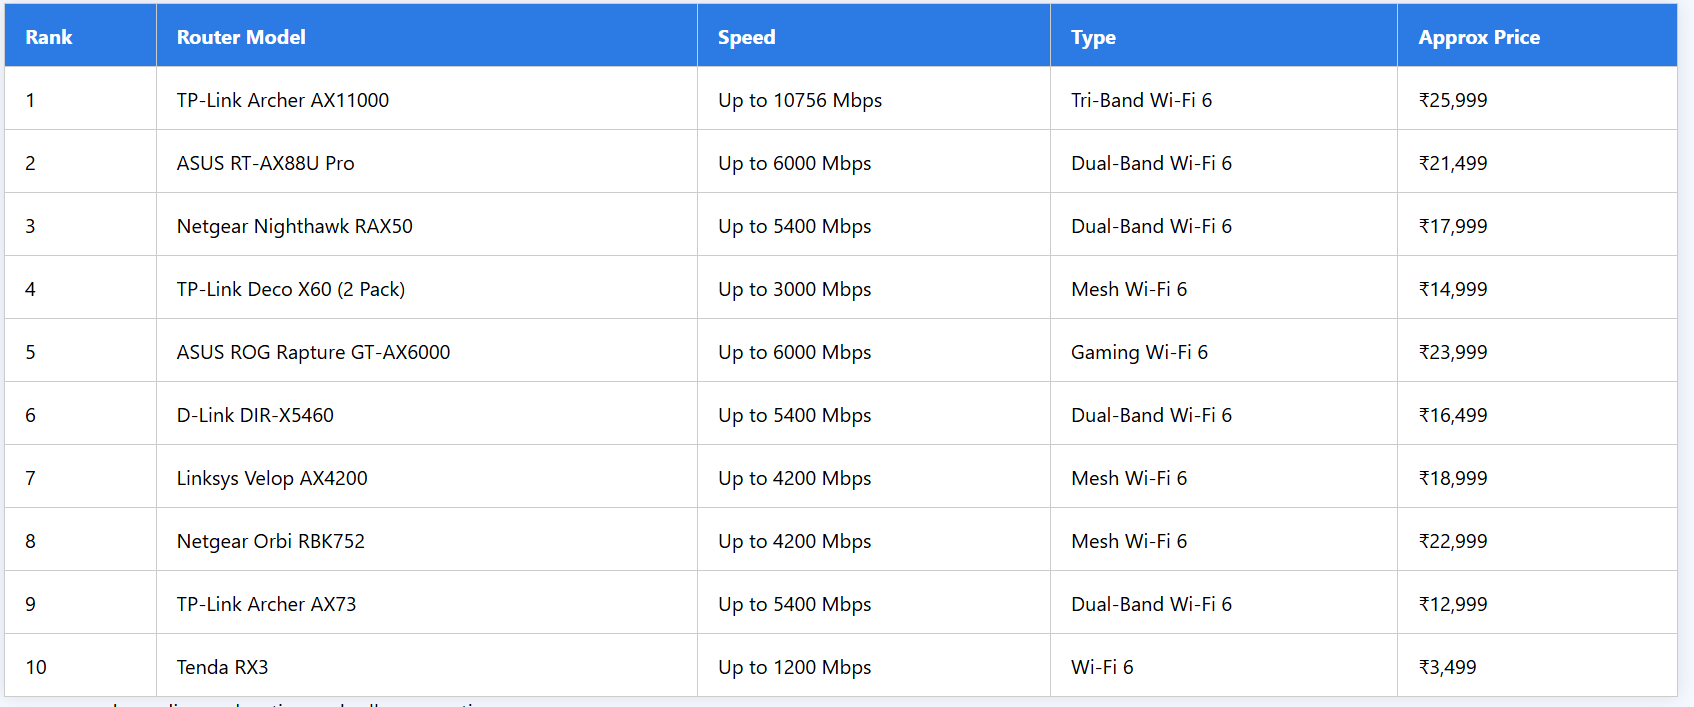 Rank Router Model Speed Type Approx Price
1 TP-Link Archer AX11000 Up to 10756 Mbps Tri-Band Wi-Fi 6 ₹25,999
2 ASUS RT-AX88U Pro Up to 6000 Mbps Dual-Band Wi-Fi 6 ₹21,499
3 Netgear Nighthawk RAX50 Up to 5400 Mbps Dual-Band Wi-Fi 6 ₹17,999
4 TP-Link Deco X60 (2 Pack) Up to 3000 Mbps Mesh Wi-Fi 6 ₹14,999
5 ASUS ROG Rapture GT-AX6000 Up to 6000 Mbps Gaming Wi-Fi 6 ₹23,999
6 D-Link DIR-X5460 Up to 5400 Mbps Dual-Band Wi-Fi 6 ₹16,499
7 Linksys Velop AX4200 Up to 4200 Mbps Mesh Wi-Fi 6 ₹18,999
8 Netgear Orbi RBK752 Up to 4200 Mbps Mesh Wi-Fi 6 ₹22,999
9 TP-Link Archer AX73 Up to 5400 Mbps Dual-Band Wi-Fi 6 ₹12,999
10 Tenda RX3 Up to 1200 Mbps Wi-Fi 6 ₹3,499